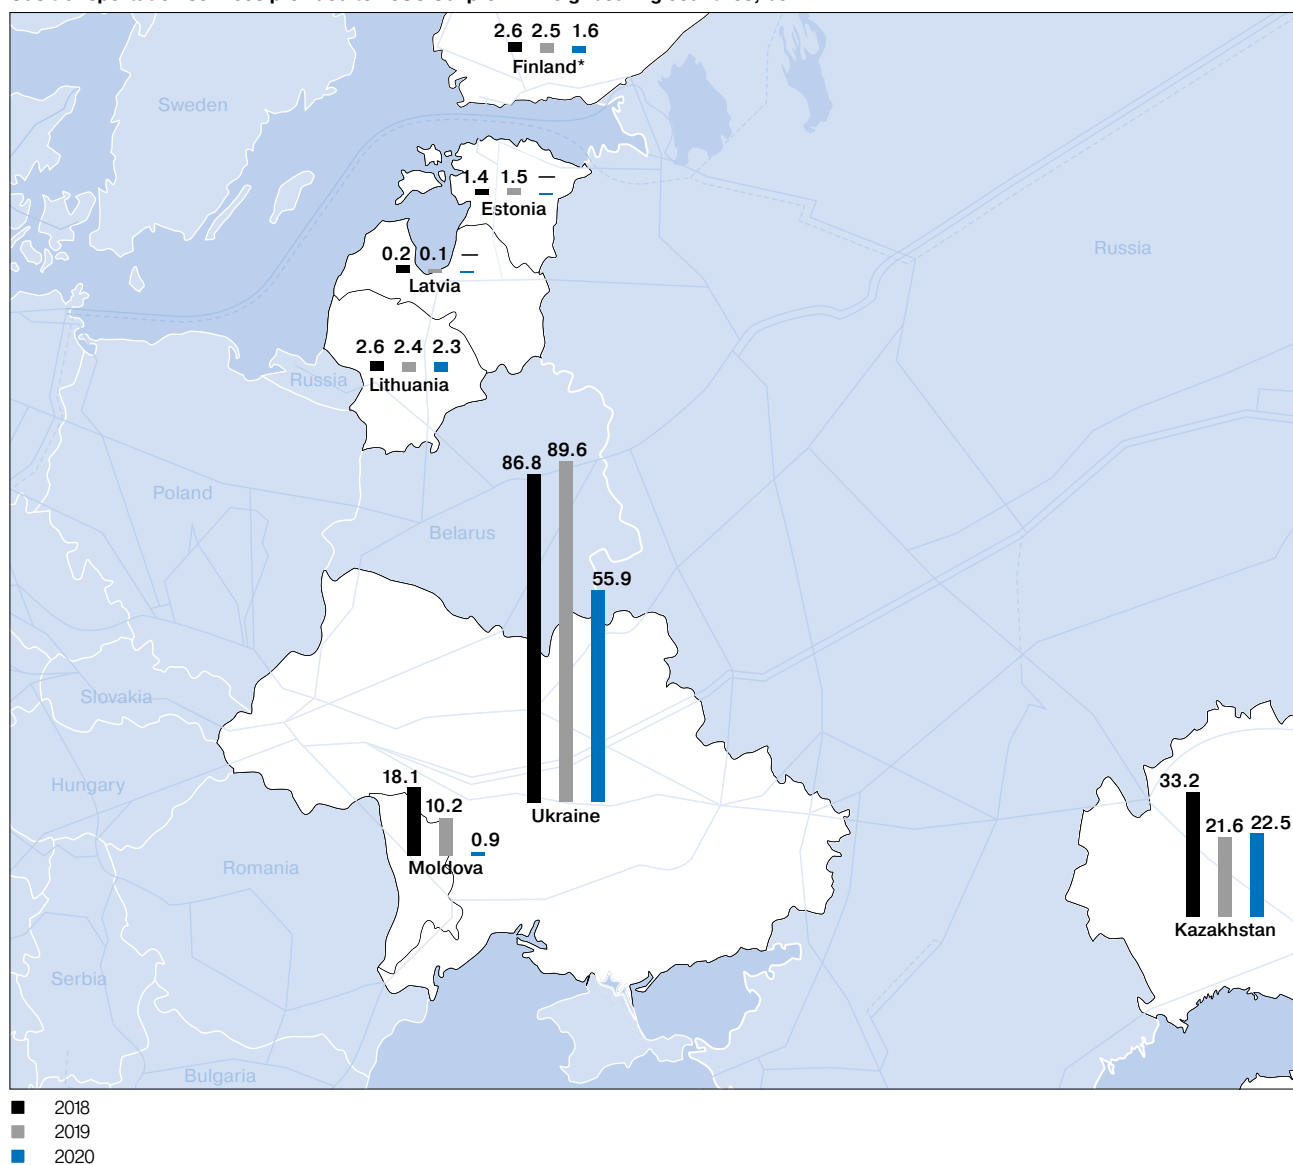 2.6 2.5 1.6
Finland*
Sweden
1.4 1.5 —
Estonia
Russia
0.2 0.1 —
Latvia
2.6 2.4 2.3
Russia
Lithuania
89.6
86.8
Poland
Belarus
55.9
Slovakia
Hungary
18.1
33.2
10.2
21.6 22.5
Ukraine
0.9
Romania
Moldova
Kazakhstan
Serbia
Bulgaria
2018
2019
2020